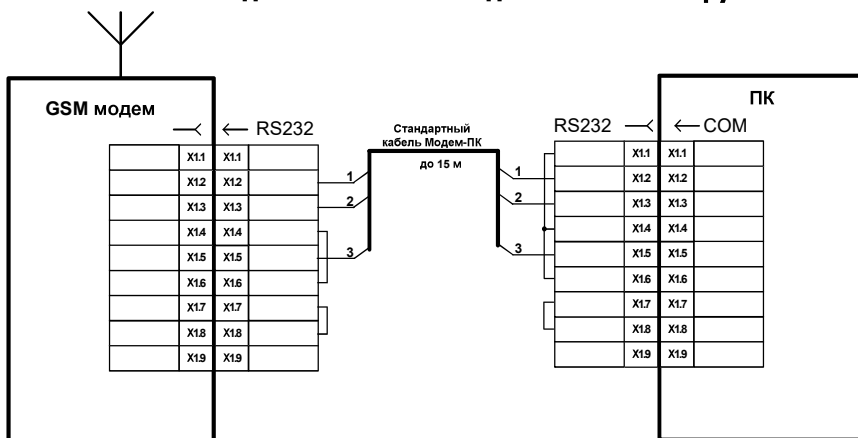 GSM модем
ПК
RS232
Стандартный
кабель Модем-ПК
до 15 м
RS232
COM
X1.1 X1.1
X1.2 X1.2
X1.3 X1.3
X1.4 X1.4
X1.5 X1.5
X1.6 X1.6
X1.7 X1.7
X1.8 X1.8
X1.9 X1.9
1
2
3
1
2
3
X1.1 X1.1
X1.2 X1.2
X1.3 X1.3
X1.4 X1.4
X1.5 X1.5
X1.6 X1.6
X1.7 X1.7
X1.8 X1.8
X1.9 X1.9